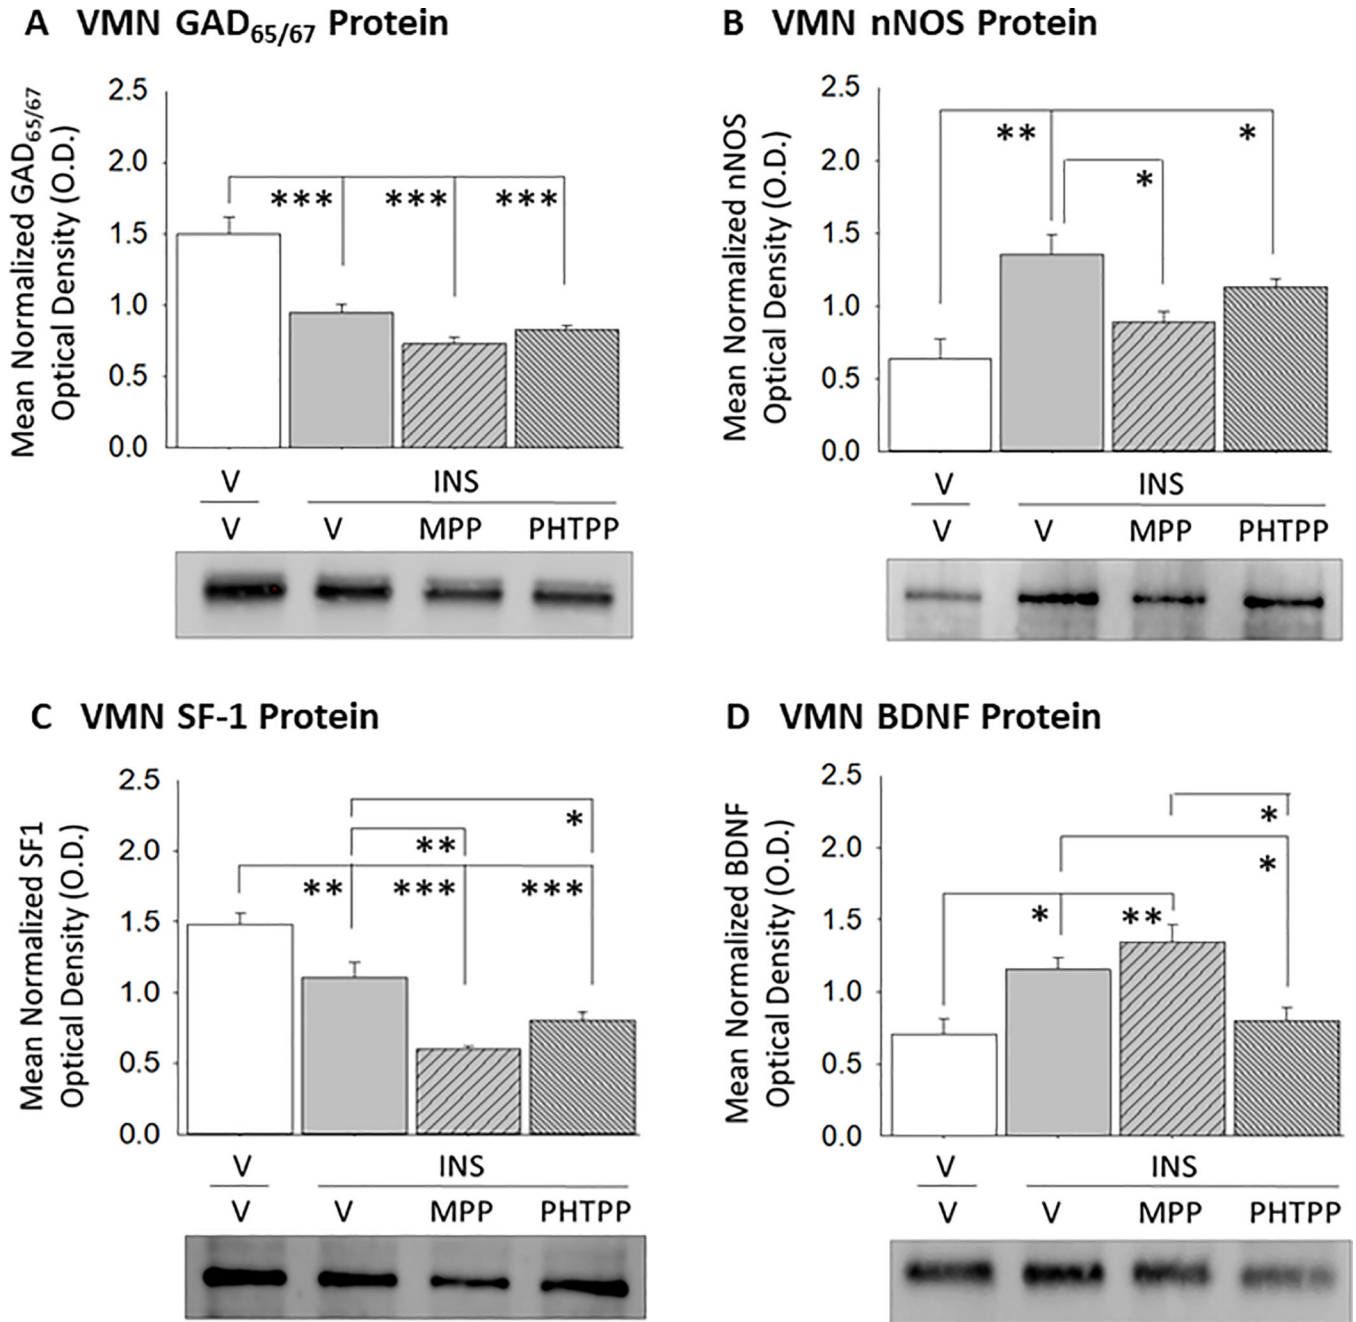 A VMN GAD65/67 Protein
Mean Normalized GAD65/67
Optical Density (O.D.)
2.5
2.0
1.5
1.0
0.5
0.0
*** *** ***
V INS
V V MPP PHTPP
B VMN nNOS Protein
Mean Normalized nNOS
Optical Density (O.D.)
2.5
2.0
1.5
1.0
0.5
0.0
** *
*
V INS
V V MPP PHTPP
C VMN SF-1 Protein
Mean Normalized SF1
Optical Density (O.D.)
2.5
2.0
1.5
1.0
0.5
0.0
*
**
** *** ***
V INS
V V MPP PHTPP
D VMN BDNF Protein
Mean Normalized BDNF
Optical Density (O.D.)
2.5
2.0
1.5
1.0
0.5
0.0
*
*
* **
V INS
V V MPP PHTPP